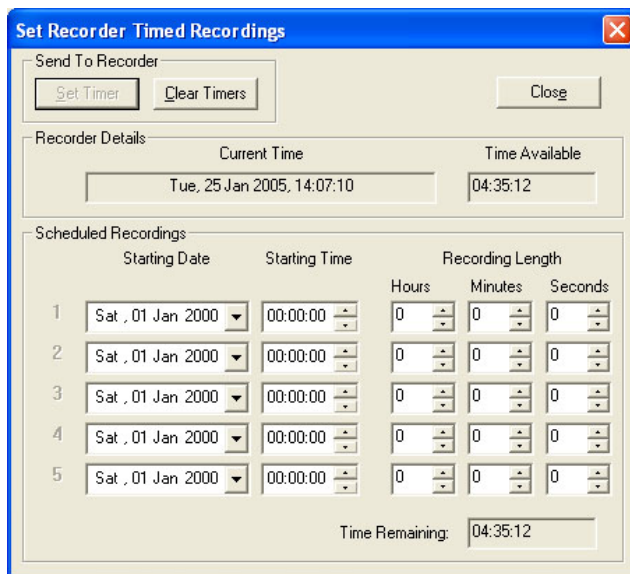 Set Recorder Timed Recordings
Send To Recorder
Set Timer Clear Timers Close
Recorder Details
Current Time Time Available
Tue, 25 Jan 2005, 14:07:10 04:35:12
Scheduled Recordings
Starting Date Starting Time Recording Length
Hours Minutes Seconds
1 Sat , 01 Jan 2000 00:00:00 0 0 0
2 Sat , 01 Jan 2000 00:00:00 0 0 0
3 Sat , 01 Jan 2000 00:00:00 0 0 0
4 Sat , 01 Jan 2000 00:00:00 0 0 0
5 Sat , 01 Jan 2000 00:00:00 0 0 0
Time Remaining: 04:35:12